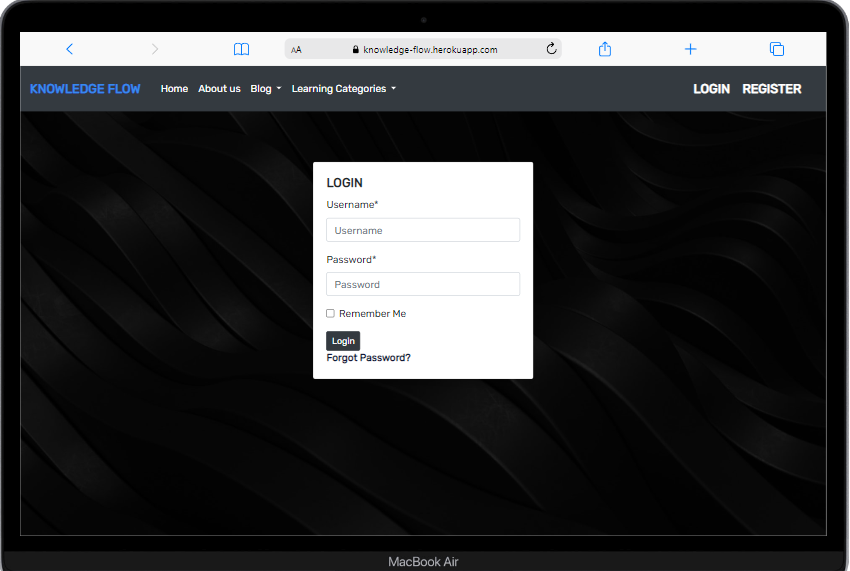 AA knowledge-flow.herokuapp.com
KNOWLEDGE FLOW Home About us Blog Learning Categories LOGIN REGISTER
LOGIN
Username*
Username
Password*
Password
Remember Me
Login
Forgot Password?
MacBook Air